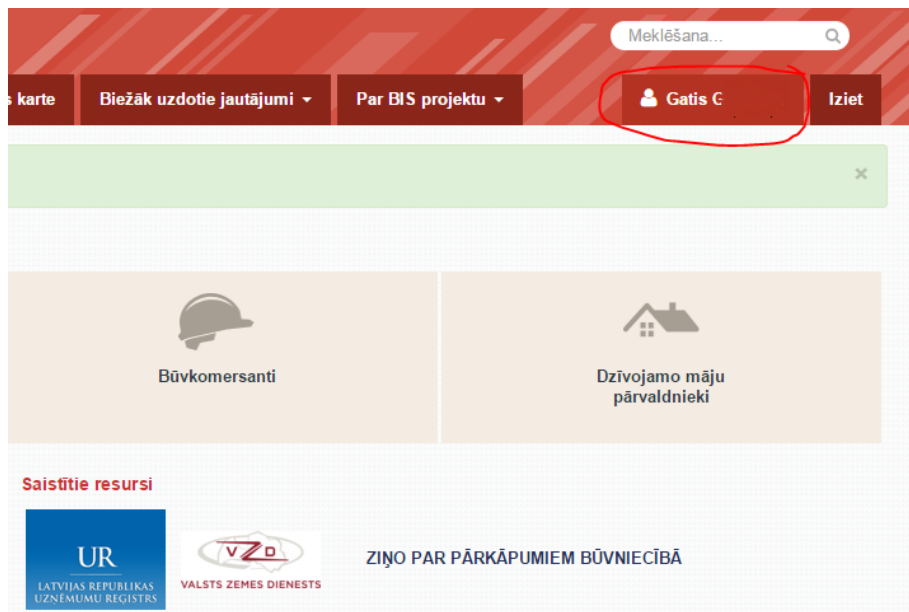 Meklēšana...
karte
Biežāk uzdotie jautājumi
Par BIS projektu
Gatis G
Iziet
×
Būvkomersanti
Dzīvojamo māju
pārvaldnieki
Saistītie resursi
UR
LATVIJAS REPUBLIKAS
UZŅĒMUMU REĢISTRS
VZD
VALSTS ZEMES DIENESTS
ZIŅO PAR PĀRKĀPUMIEM BŪVNIECĪBĀ